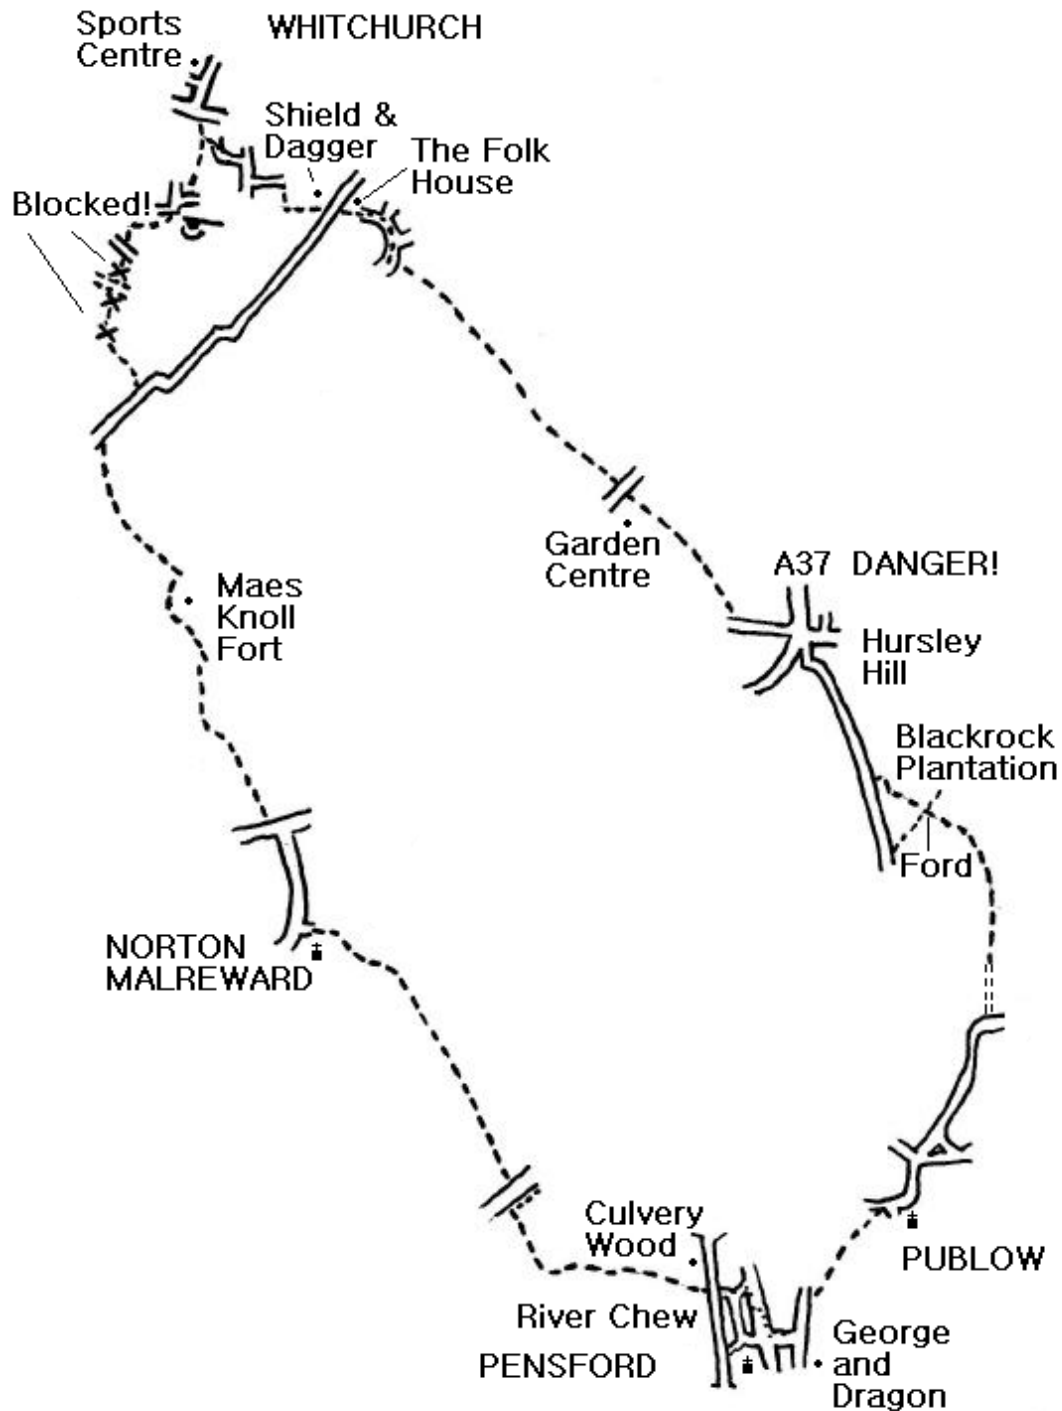 Sports
Centre
WHITCHURCH
Shield &
Dagger
The Folk
House
Blocked!
Garden
Centre
A37 DANGER!
Maes
Knoll
Fort
Hursley
Hill
Blackrock
Plantation
Ford
NORTON
MALREWARD
Culvery
Wood
PUBLOW
River Chew
PENSFORD
George
and
Dragon